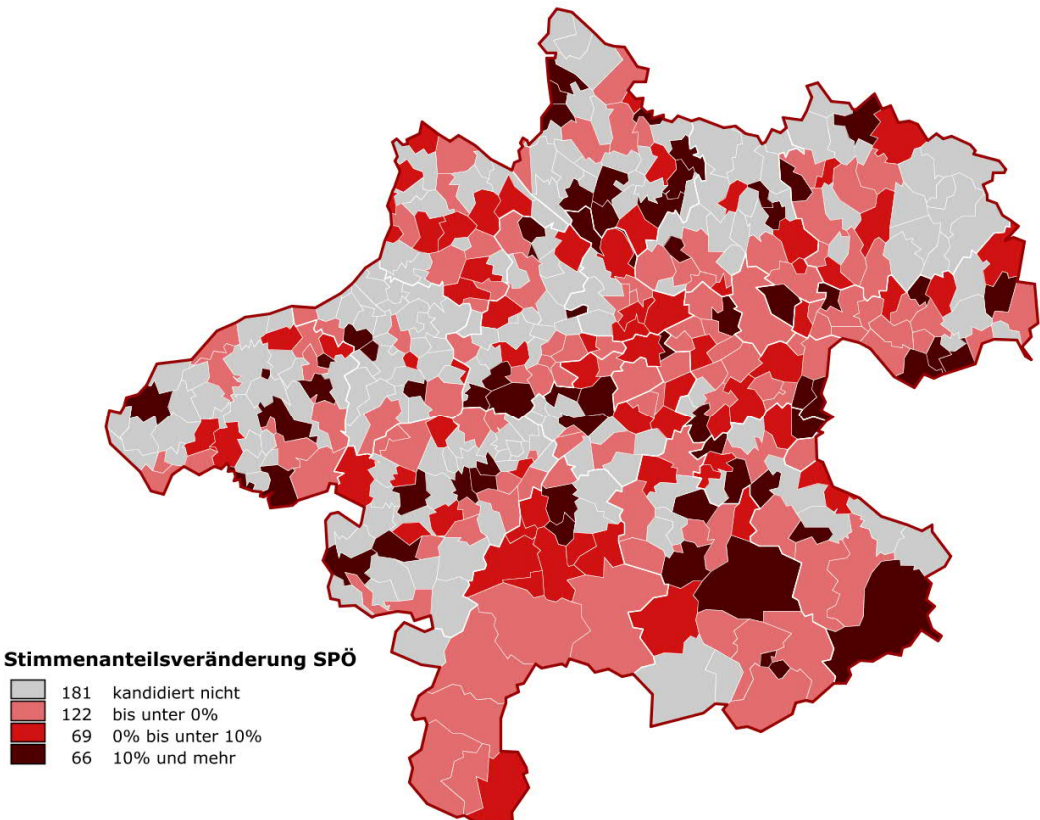 Stimmenanteilsveränderung SPÖ
181 kandidiert nicht
122 bis unter 0%
69 0% bis unter 10%
66 10% und mehr